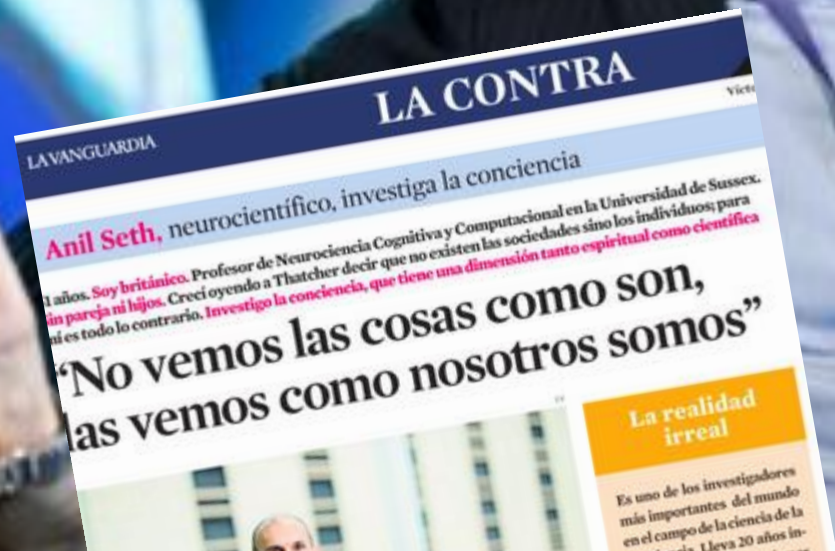 LA CONTRA
LA VANGUARDIA
Anil Seth, neurocientífico, investiga la conciencia
años. Soy británico. Profesor de Neurociencia Cognitiva y Computacional en la Universidad de Sussex.
in pareja ni hijos. Crecí oyendo a Thatcher decir que no existen las sociedades sino los individuos; para
mí es todo lo contrario. Investigo la conciencia, que tiene una dimensión tanto espiritual como científica
“No vemos las cosas como son,
las vemos como nosotros somos”
La realidad
irreal
Es uno de los investigadores
más importantes del mundo
en el campo de la ciencia de la
Lleva 20 años in-